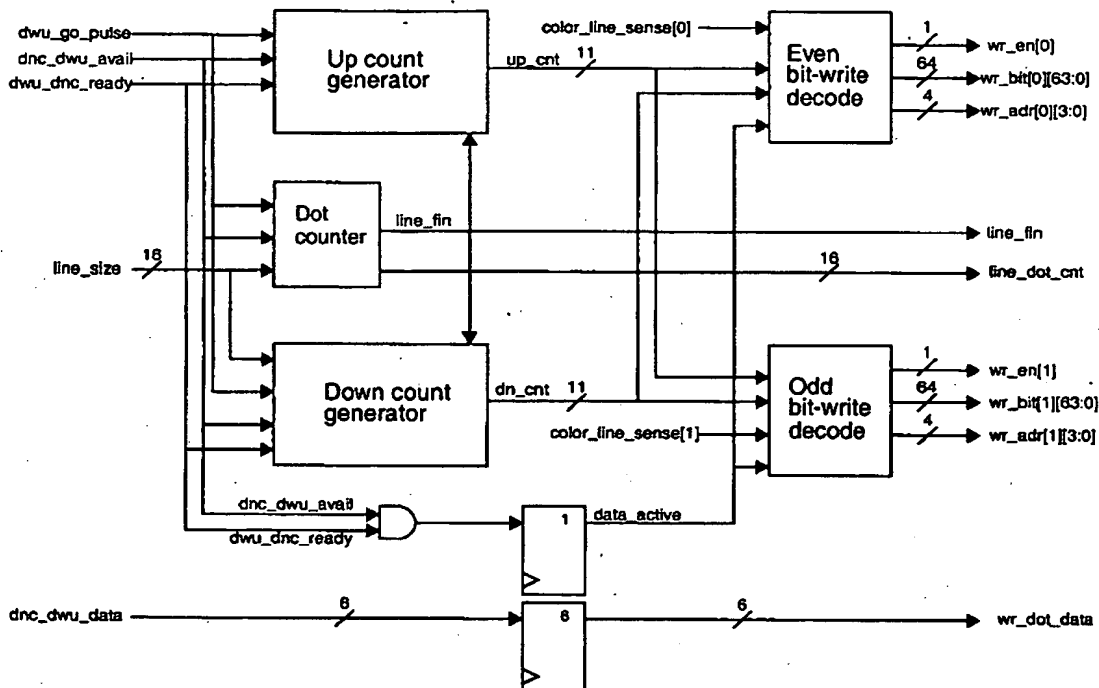 dwu_go_pulse
dnc_dwu_avail
dwu_dnc_ready
Up count
generator
up_cnt
11
color_line_sense[0]
Even
bit-write
decode
1
wr_en[0]
64
wr_bit[0][63:0]
4
wr_adr[0][3:0]
Dot
counter
line_fin
line_fin
line_size
16
16
line_dot_cnt
Down count
generator
dn_cnt
11
color_line_sense[1]
Odd
bit-write
decode
1
wr_en[1]
64
wr_bit[1][63:0]
4
wr_adr[1][3:0]
dnc_dwu_avail
dwu_dnc_ready
1
data_active
dnc_dwu_data
6
6
6
wr_dot_data